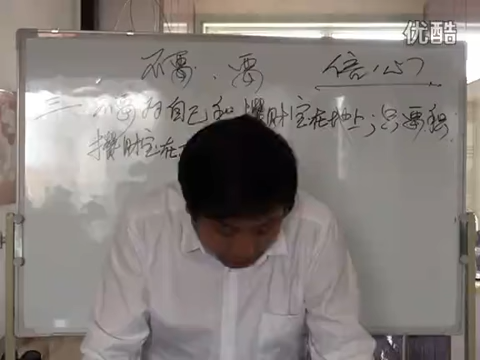 优酷
不要、要 信心
三 不要为自己积攒财宝在地上；只要积
攒财宝在